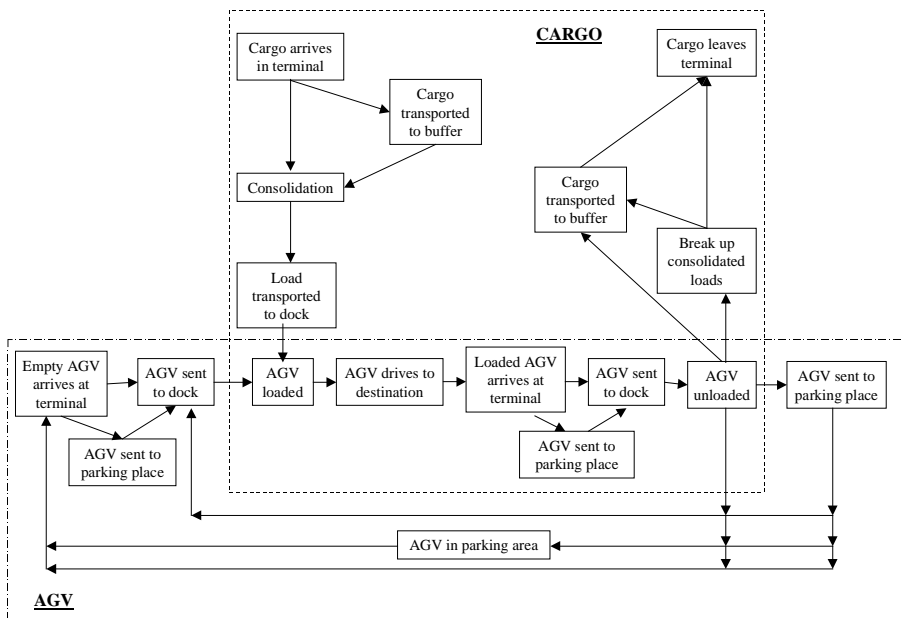 CARGO
Cargo arrives
in terminal
Cargo
transported
to buffer
Cargo leaves
terminal
Consolidation
Cargo
transported
to buffer
Load
transported
to dock
Break up
consolidated
loads
Empty AGV
arrives at
terminal
AGV sent
to dock
AGV
loaded
AGV drives to
destination
Loaded AGV
arrives at
terminal
AGV sent
to dock
AGV
unloaded
AGV sent to
parking place
AGV sent to
parking place
AGV sent to
parking place
AGV in parking area
AGV